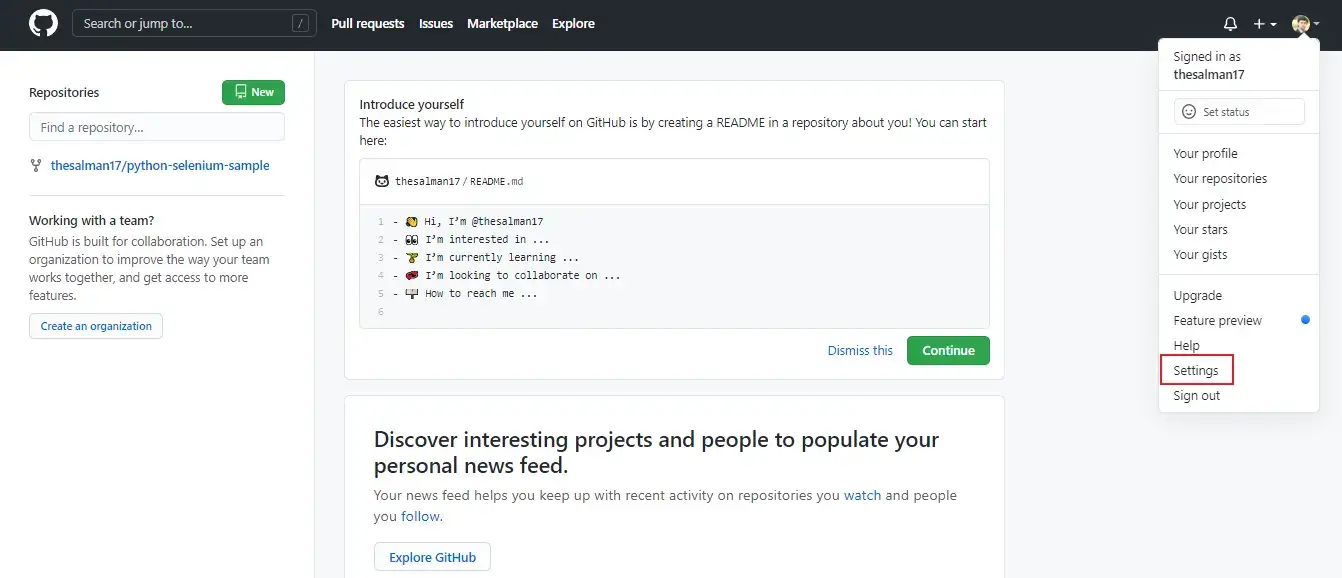 Search or jump to...
/
Pull requests
Issues
Marketplace
Explore
Repositories
New
Find a repository...
thesalman17/python-selenium-sample
Working with a team?
GitHub is built for collaboration. Set up an
organization to improve the way your team
works together, and get access to more
features.
Create an organization
Introduce yourself
The easiest way to introduce yourself on GitHub is by creating a README in a repository about you! You can start
here:
thesalman17/README.md
1 - 👋 Hi, I’m @thesalman17
2 - 👀 I’m interested in ...
3 - 🌱 I’m currently learning ...
4 - 💞️ I’m looking to collaborate on ...
5 - 📫 How to reach me ...
6
Dismiss this
Continue
Discover interesting projects and people to populate your
personal news feed.
Your news feed helps you keep up with recent activity on repositories you watch and people
you follow.
Explore GitHub
Signed in as
thesalman17
Set status
Your profile
Your repositories
Your projects
Your stars
Your gists
Upgrade
Feature preview
Help
Settings
Sign out